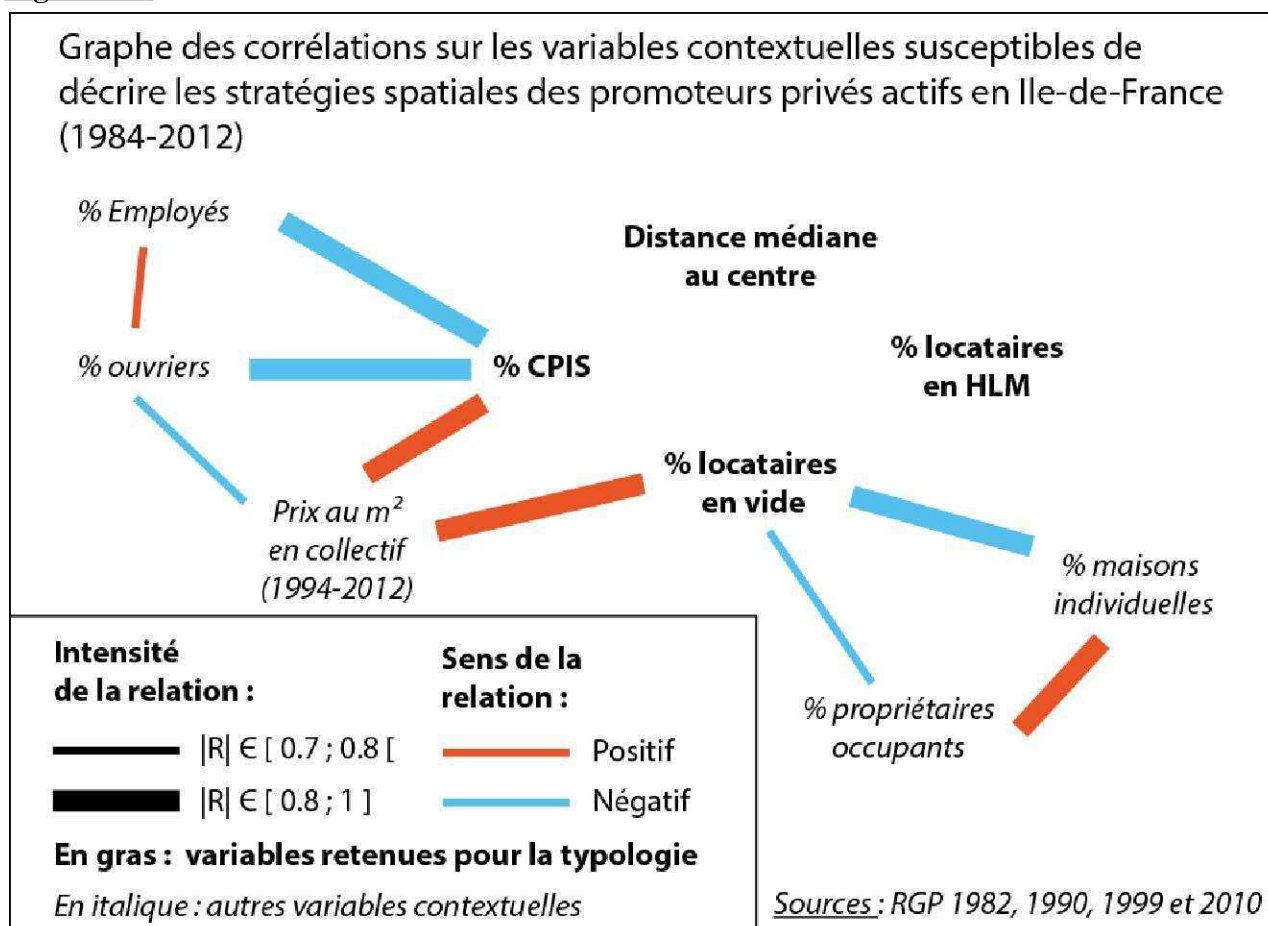 Graphe des corrélations sur les variables contextuelles susceptibles de
décrire les stratégies spatiales des promoteurs privés actifs en Ile-de-France
(1984-2012)
% Employés
Distance médiane
au centre
% ouvriers
% CPIS
% locataires
en HLM
% locataires
en vide
Prix au m²
en collectif
(1994-2012)
% maisons
individuelles
% propriétaires
occupants
Intensité
de la relation :
|R| ∈ [ 0.7 ; 0.8 [
|R| ∈ [ 0.8 ; 1 ]
Sens de la
relation :
Positif
Négatif
En gras : variables retenues pour la typologie
En italique : autres variables contextuelles
Sources : RGP 1982, 1990, 1999 et 2010